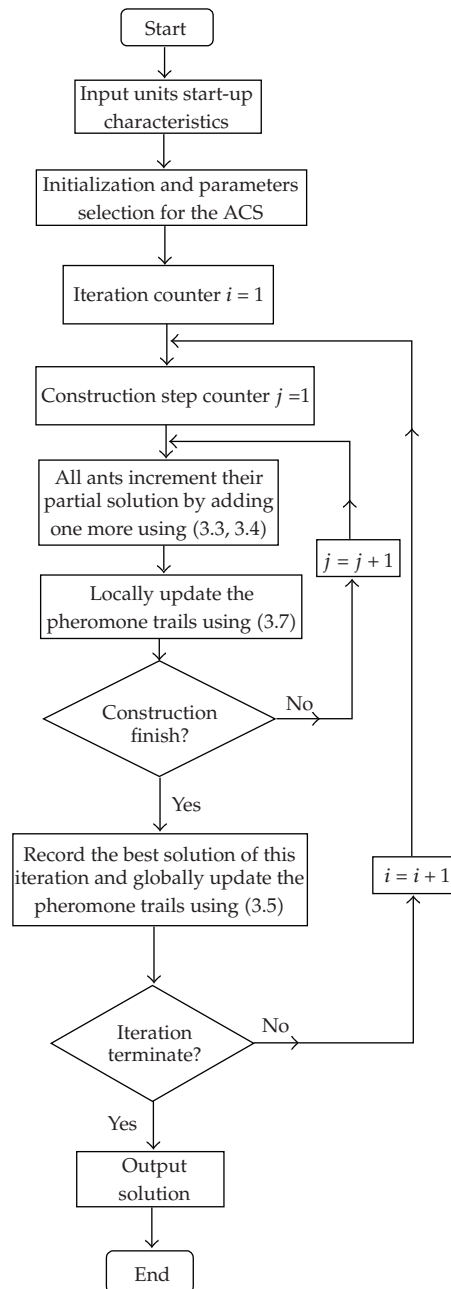 Start
Input units start-up
characteristics
Initialization and parameters
selection for the ACS
Iteration counter i = 1
Construction step counter j =1
All ants increment their
partial solution by adding
one more using (3.3, 3.4)
j = j + 1
Locally update the
pheromone trails using (3.7)
Construction
finish?
No
Yes
Record the best solution of this
iteration and globally update the
pheromone trails using (3.5)
i = i + 1
Iteration
terminate?
No
Yes
Output
solution
End